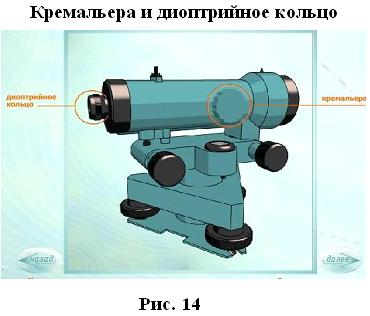 Кремальера и диоптрийное кольцо
диоптрийное
кольцо
кремальера
назад
далее
Рис. 14